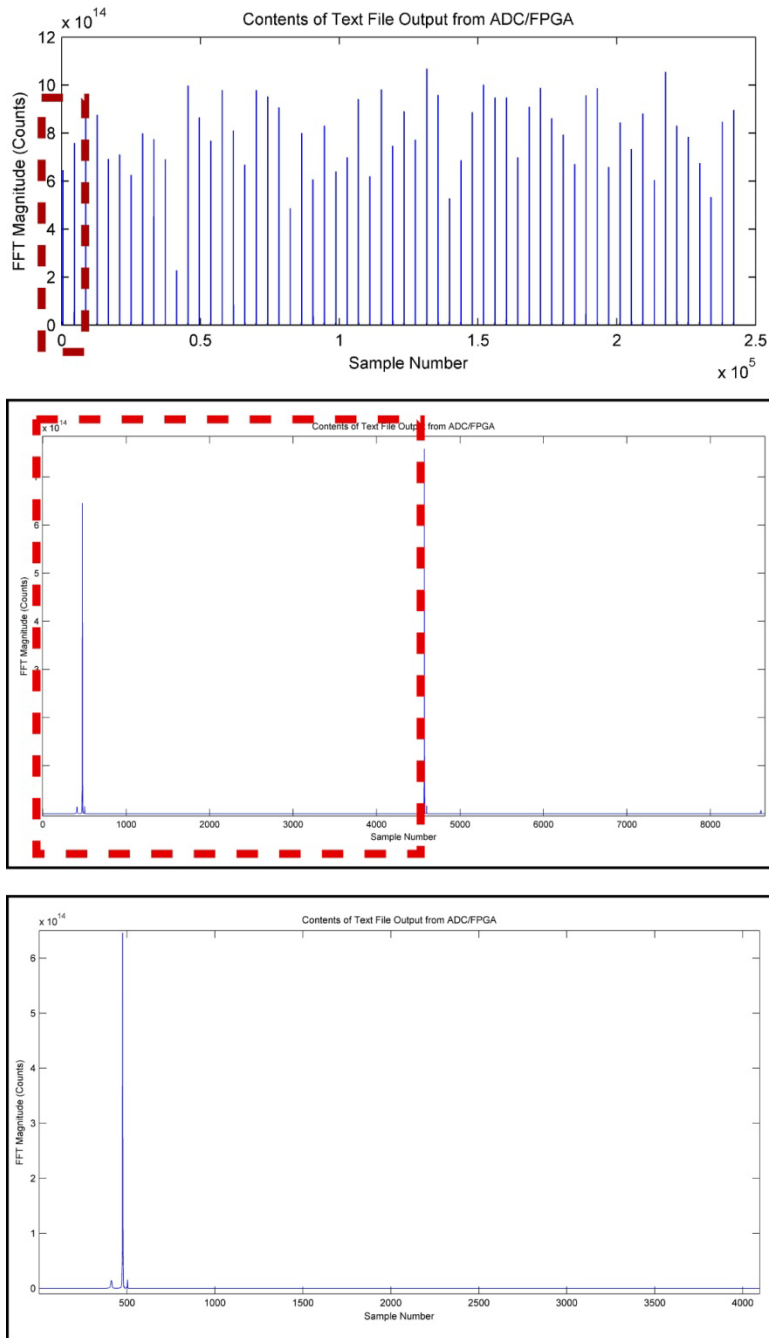 x 10^14
Contents of Text File Output from ADC/FPGA
12
10
8
6
4
2
0
FFT Magnitude (Counts)
0 0.5 1 1.5 2 2.5
Sample Number
x 10^5
x 10^14
Contents of Text File Output from ADC/FPGA
6
5
4
3
FFT Magnitude (Counts)
0 1000 2000 3000 4000 5000 6000 7000 8000
Sample Number
x 10^14
Contents of Text File Output from ADC/FPGA
6
5
4
3
2
1
0
FFT Magnitude (Counts)
500 1000 1500 2000 2500 3000 3500 4000
Sample Number